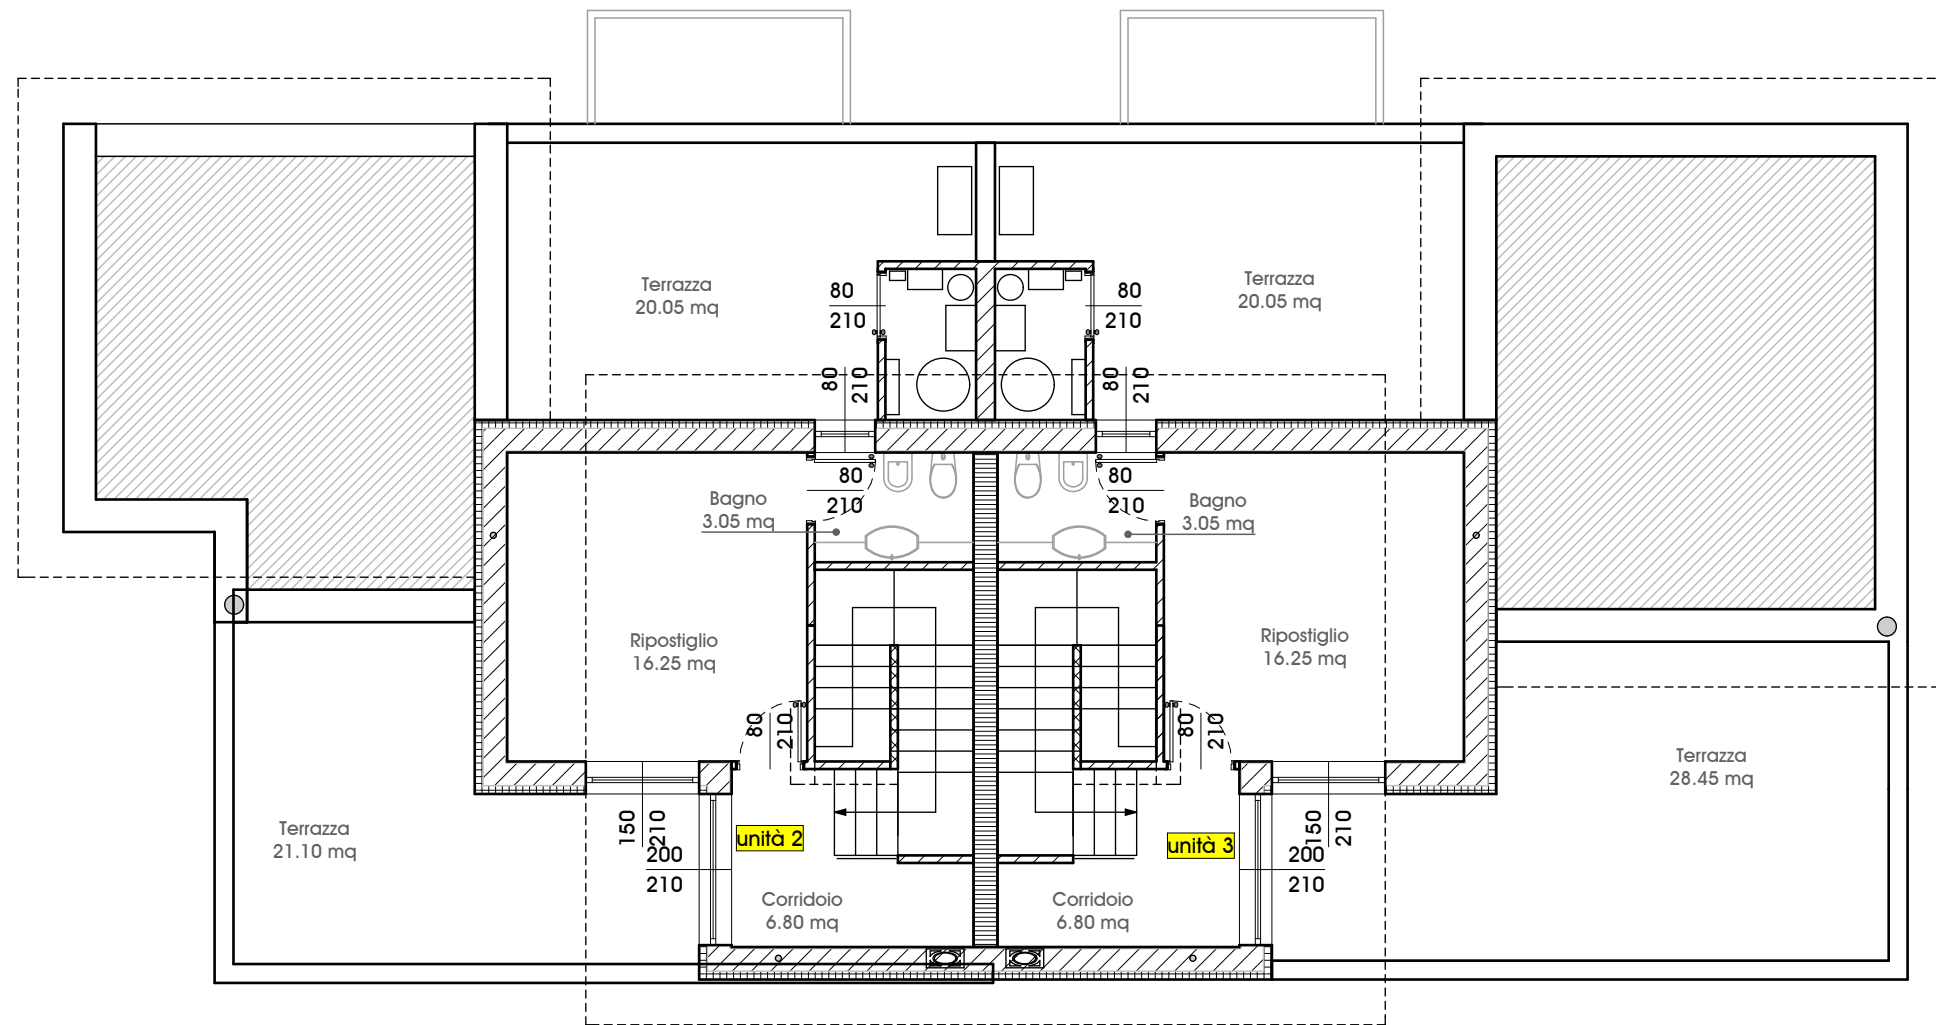 Terrazza
20.05 mq
Terrazza
20.05 mq
80
210
80
210
80
210
80
210
80
210
80
210
Bagno
3.05 mq
Bagno
3.05 mq
Ripostiglio
16.25 mq
Ripostiglio
16.25 mq
80
210
80
210
Terrazza
28.45 mq
150
210
150
210
Terrazza
21.10 mq
unità 2
unità 3
200
210
200
210
Corridoio
6.80 mq
Corridoio
6.80 mq